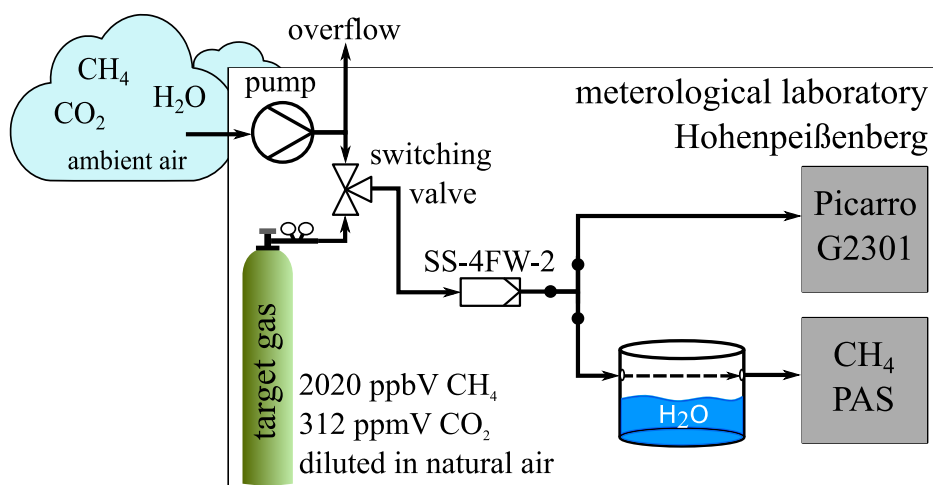 overflow
CH₄
H₂O
CO₂
ambient air
pump
meterological laboratory
Hohenpeißenberg
switching
valve
Picarro
G2301
SS-4FW-2
target gas
2020 ppbV CH₄
312 ppmV CO₂
diluted in natural air
H₂O
CH₄
PAS